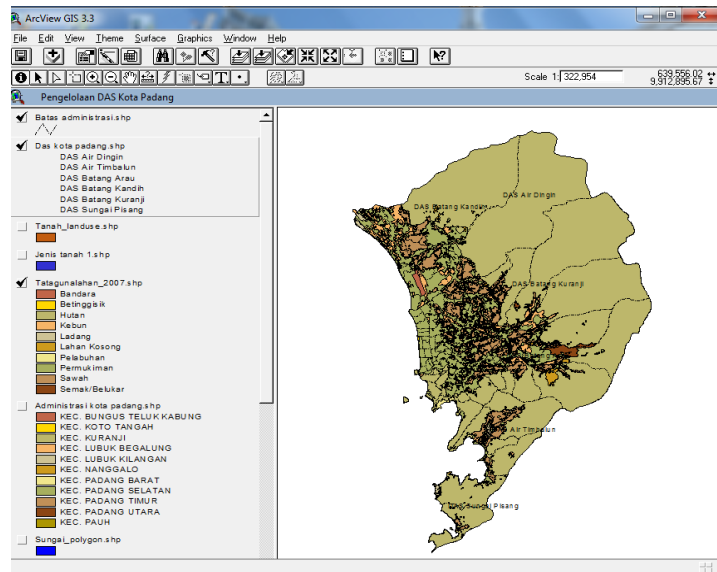 ArcView GIS 3.3
File Edit View Theme Surface Graphics Window Help
Scale 1: 322,954
639,556.02
9,912,895.67
Pengelolaan DAS Kota Padang
Batas administrasi.shp
Das kota padang.shp
DAS Air Dingin
DAS Air Timbalun
DAS Batang Arau
DAS Batang Kandih
DAS Batang Kuranji
DAS Sungai Pisang
Tanah_landuse.shp
Jenis tanah 1.shp
Tatagunalahan_2007.shp
Bandara
Betinggisik
Hutan
Kebun
Ladang
Lahan Kosong
Pelabuhan
Permukiman
Sawah
Semak/Belukar
Administrasi kota padang.shp
KEC. BUNGUS TELUK KABUNG
KEC. KOTO TANGAH
KEC. KURANJI
KEC. LUBUK BEGALUNG
KEC. LUBUK KILANGAN
KEC. NANGGALO
KEC. PADANG BARAT
KEC. PADANG SELATAN
KEC. PADANG TIMUR
KEC. PADANG UTARA
KEC. PAUH
Sungai_polygon.shp
DAS Air Dingin
DAS Batang Kandih
DAS Batang Kuranji
DAS Air Timbalun
DAS Sungai Pisang